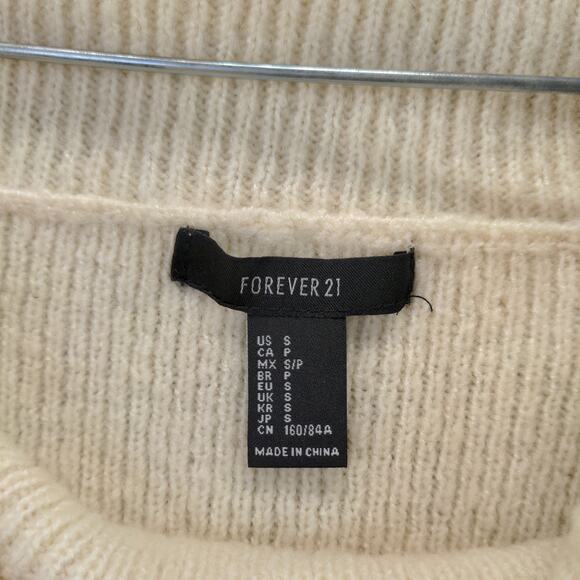 FOREVER 21
US S
CA P
MX S/P
BR P
EU S
UK S
KR S
JP S
CN 160/84A
MADE IN CHINA